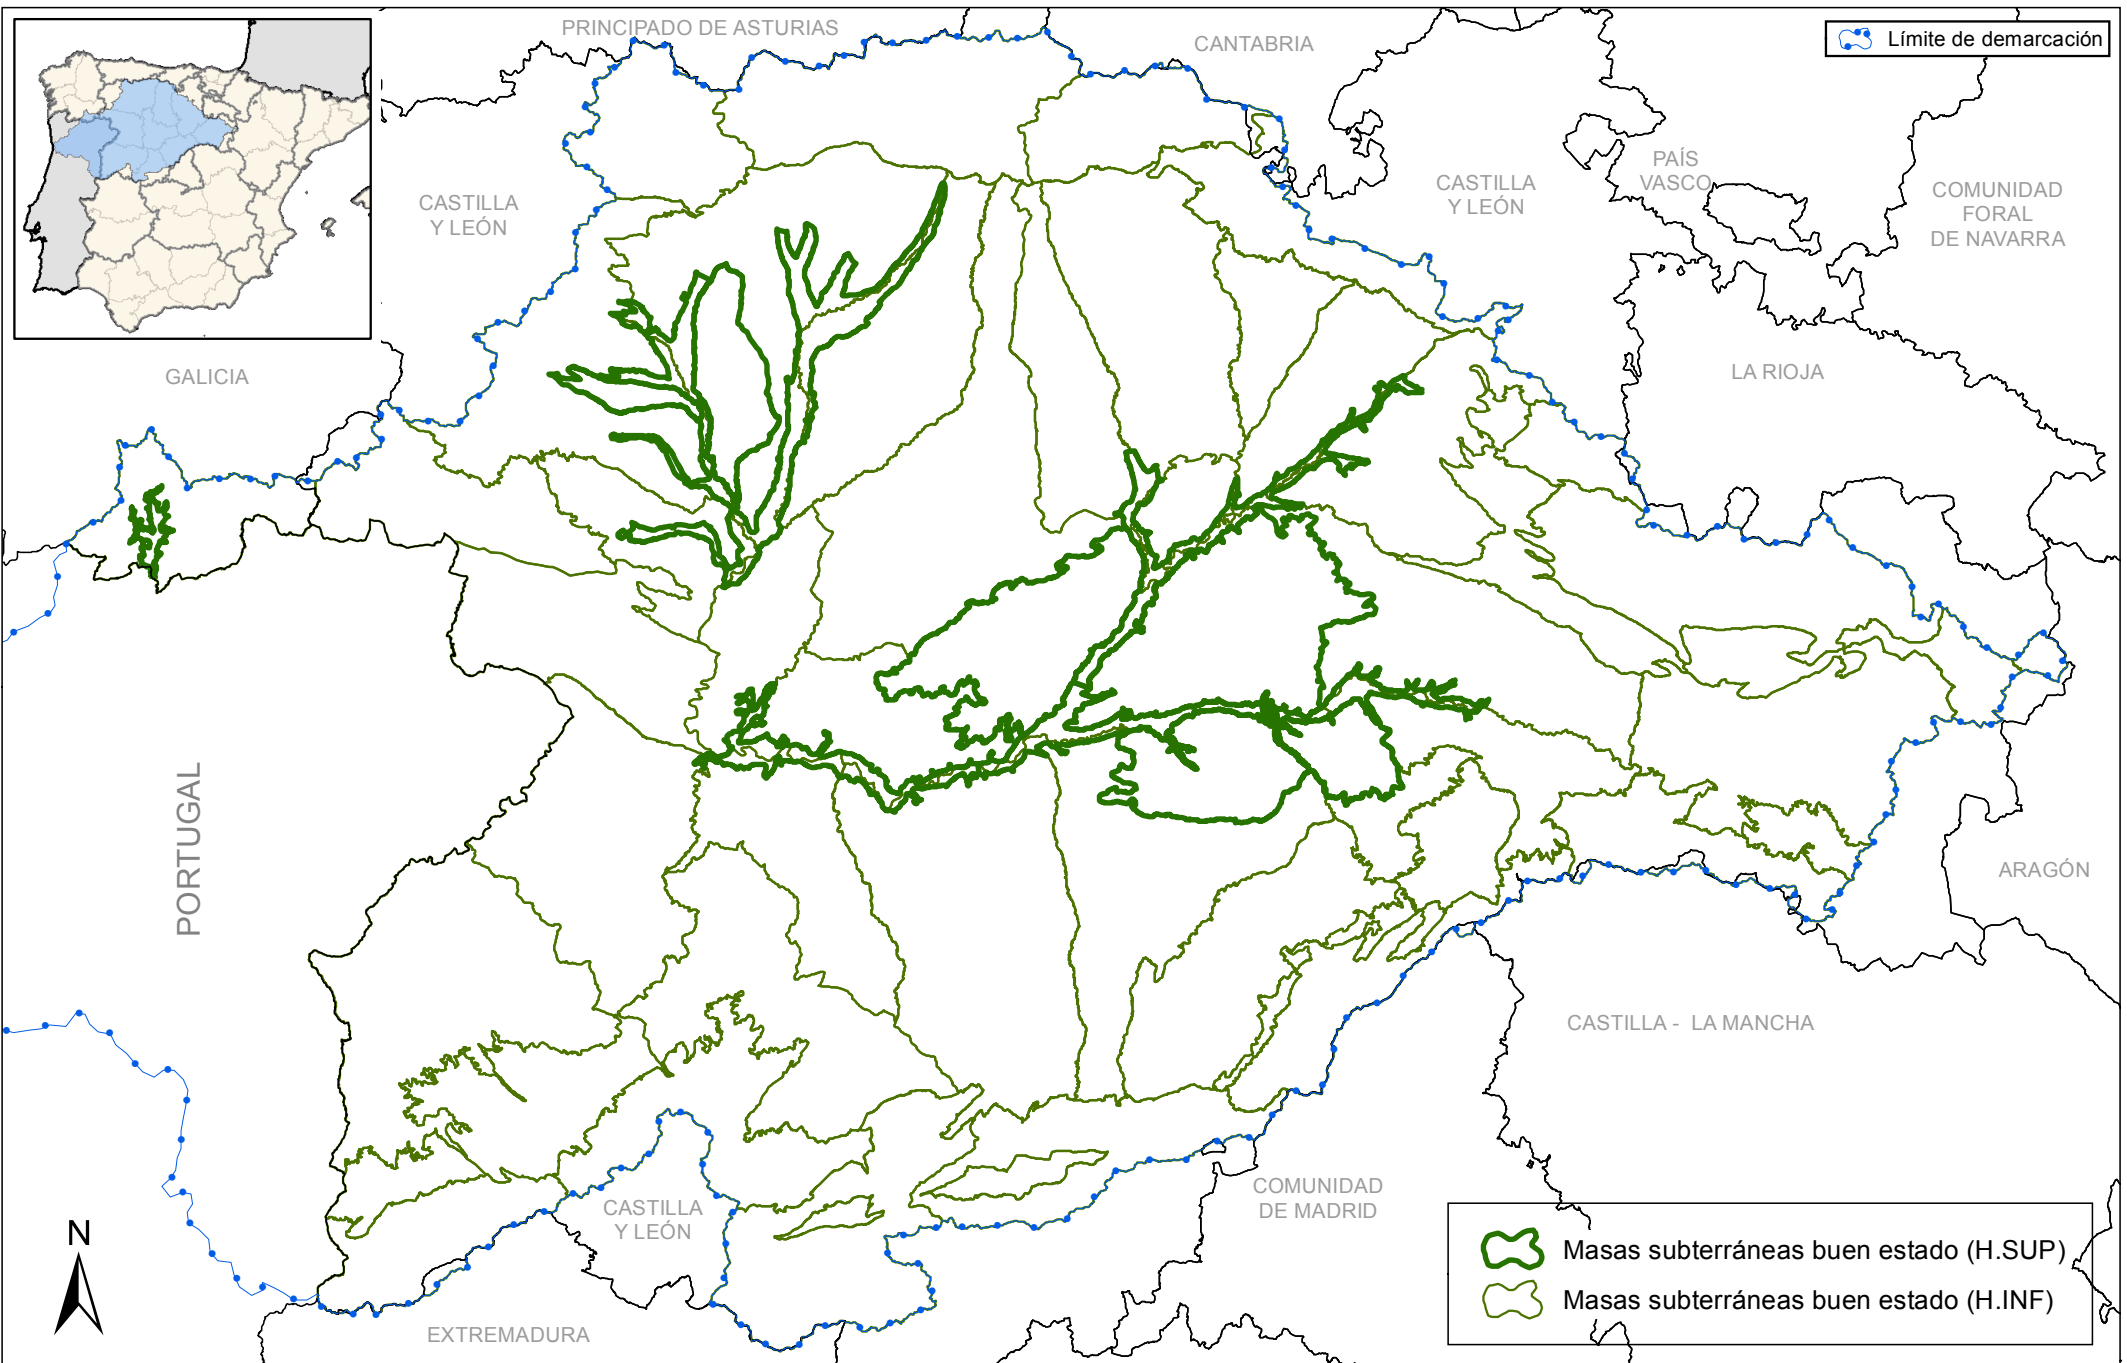 PRINCIPADO DE ASTURIAS
CANTABRIA
Límite de demarcación
PAÍS
VASCO
CASTILLA
Y LEÓN
COMUNIDAD
FORAL
DE NAVARRA
CASTILLA
Y LEÓN
GALICIA
LA RIOJA
PORTUGAL
ARAGÓN
CASTILLA - LA MANCHA
COMUNIDAD
DE MADRID
CASTILLA
Y LEÓN
N
EXTREMADURA
Masas subterráneas buen estado (H.SUP)
Masas subterráneas buen estado (H.INF)